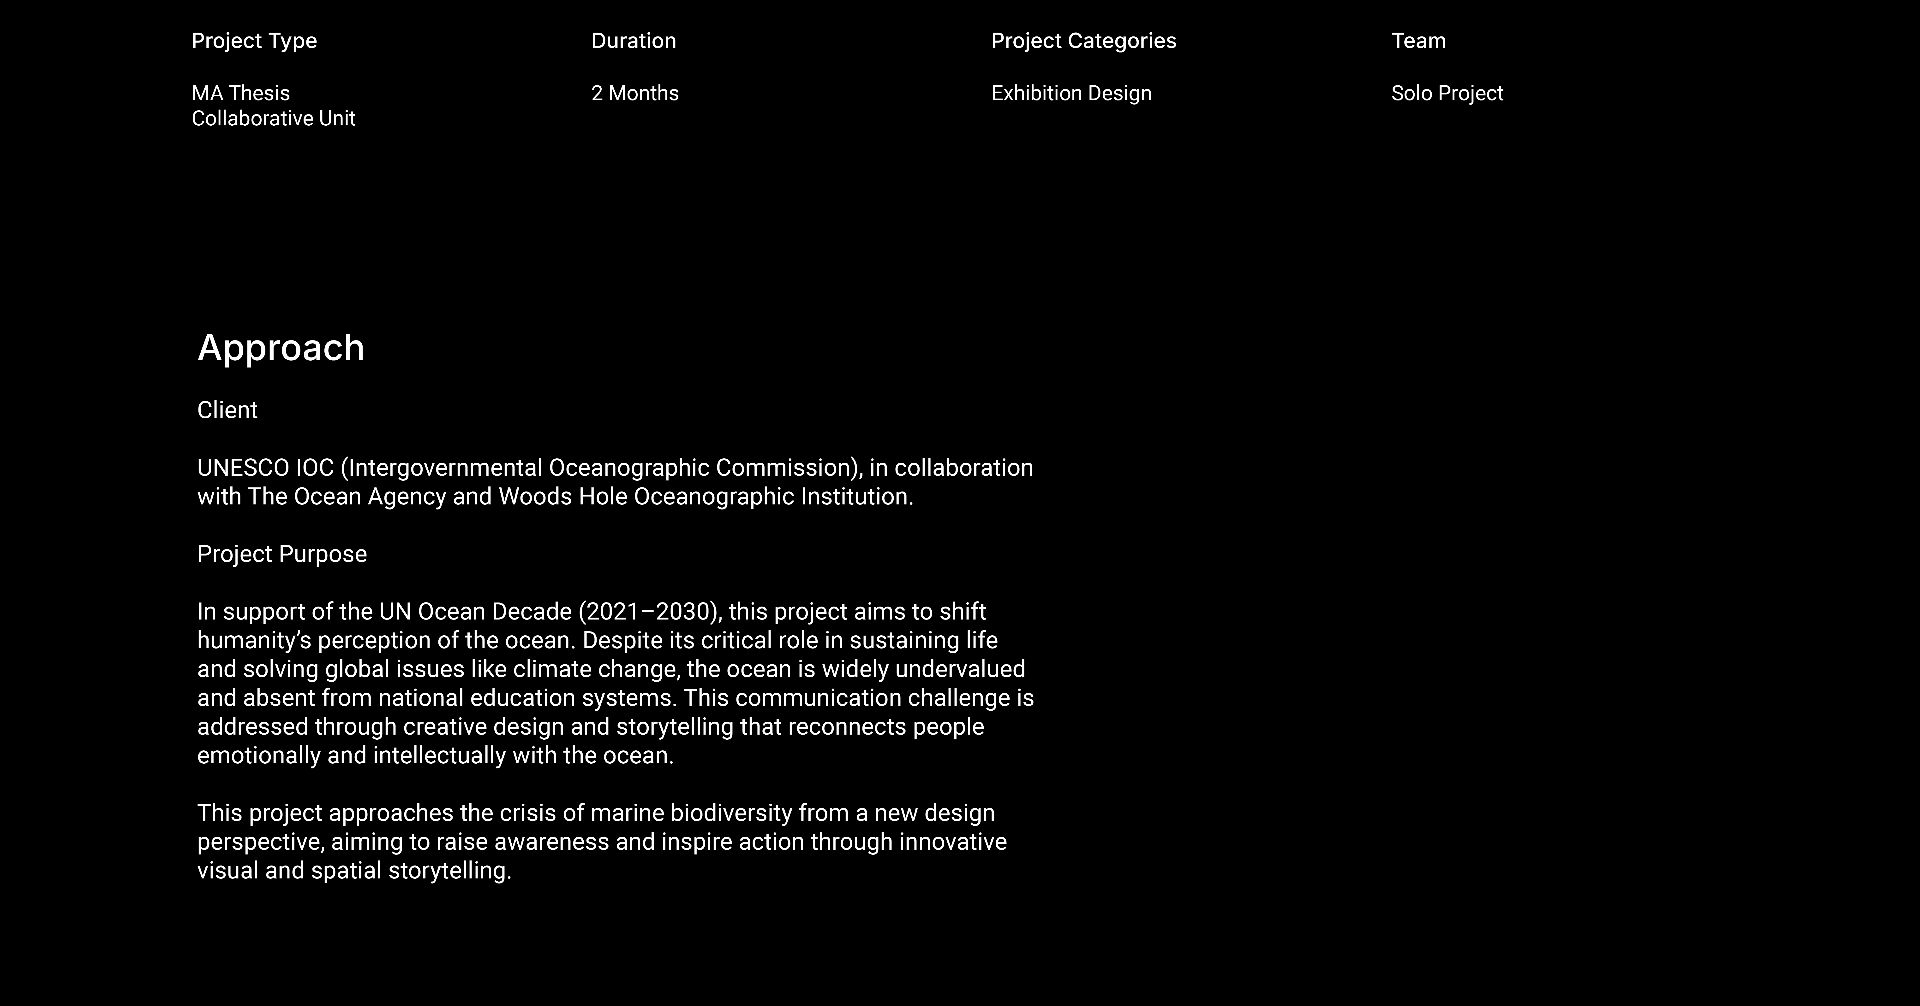 Project Type
Duration
Project Categories
Team
MA Thesis
Collaborative Unit
2 Months
Exhibition Design
Solo Project
Approach
Client
UNESCO IOC (Intergovernmental Oceanographic Commission), in collaboration
with The Ocean Agency and Woods Hole Oceanographic Institution.
Project Purpose
In support of the UN Ocean Decade (2021–2030), this project aims to shift
humanity’s perception of the ocean. Despite its critical role in sustaining life
and solving global issues like climate change, the ocean is widely undervalued
and absent from national education systems. This communication challenge is
addressed through creative design and storytelling that reconnects people
emotionally and intellectually with the ocean.
This project approaches the crisis of marine biodiversity from a new design
perspective, aiming to raise awareness and inspire action through innovative
visual and spatial storytelling.